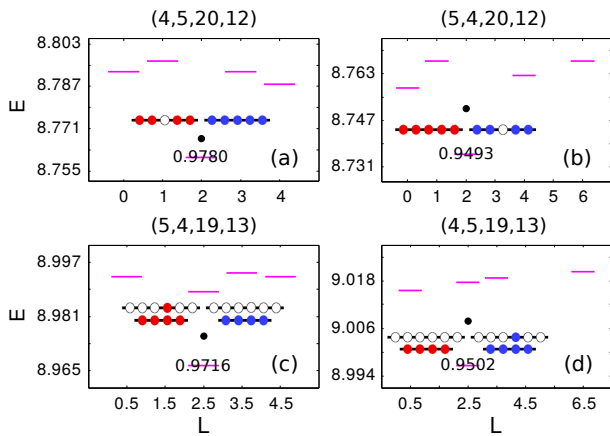 (4,5,20,12)
(5,4,20,12)
E
8.803
8.787
8.771
8.755
0.9780
(a)
0 1 2 3 4
8.763
8.747
8.731
0.9493
(b)
0 1 2 3 4 5 6
(5,4,19,13)
(4,5,19,13)
E
8.997
8.981
8.965
0.9716
(c)
0.5 1.5 2.5 3.5 4.5
L
9.018
9.006
8.994
0.9502
(d)
0.5 2.5 4.5 6.5
L